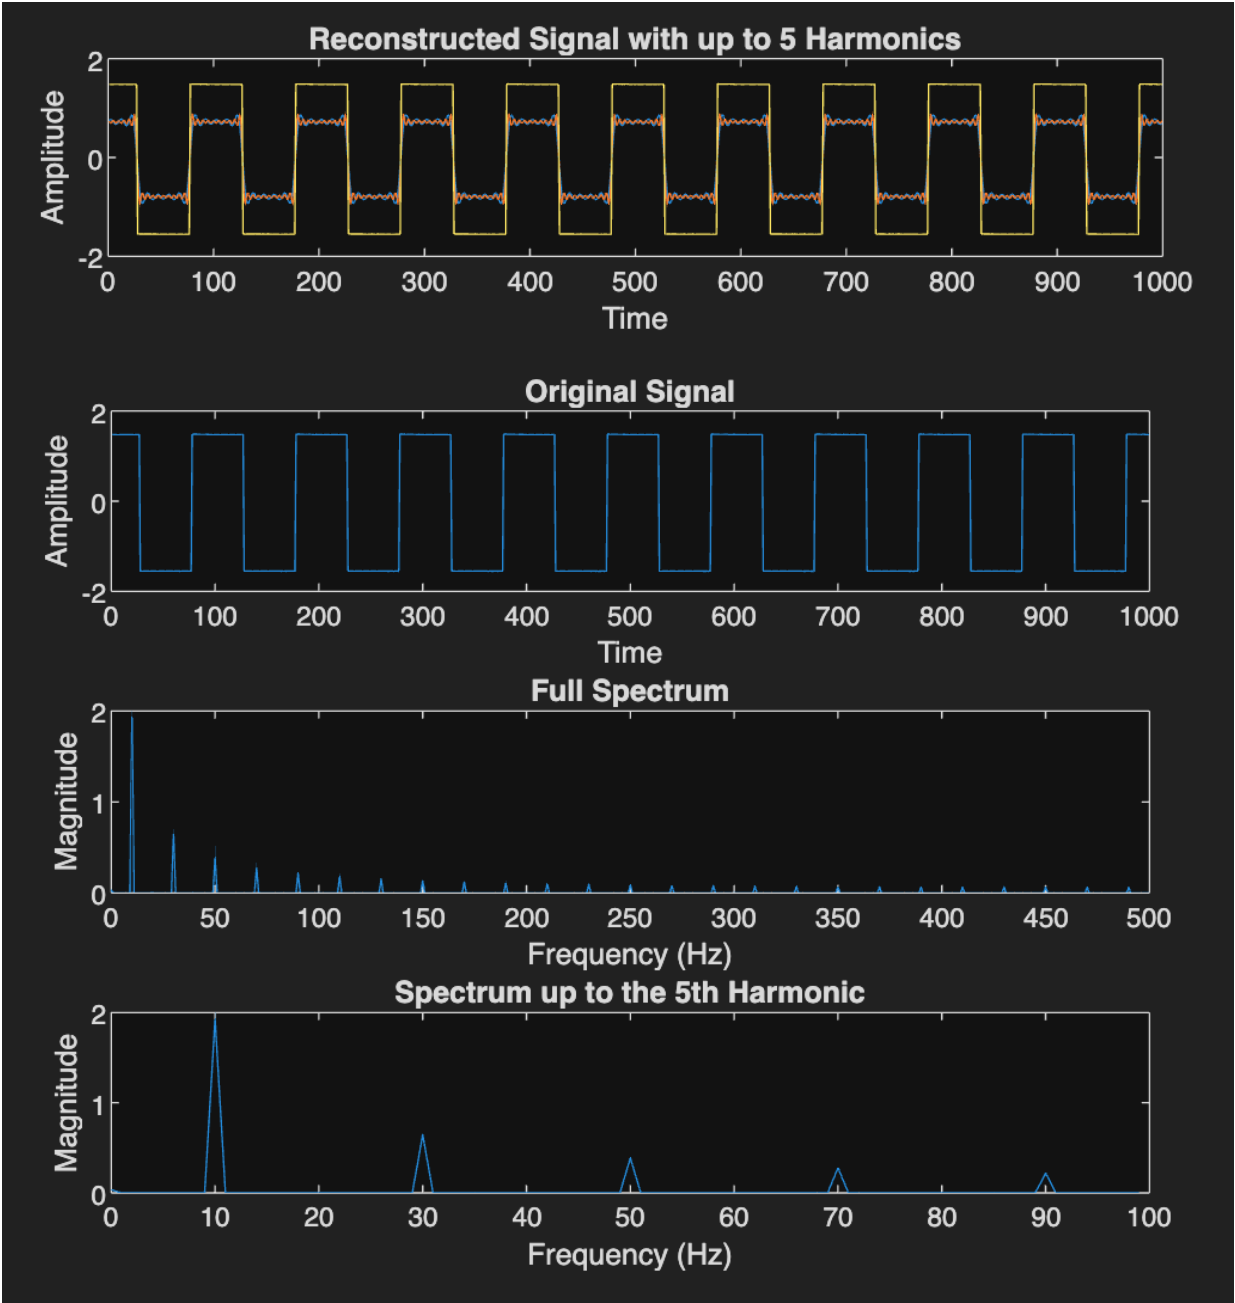 Reconstructed Signal with up to 5 Harmonics
2
0
-2
Amplitude
0 100 200 300 400 500 600 700 800 900 1000
Time
Original Signal
2
0
-2
Amplitude
0 100 200 300 400 500 600 700 800 900 1000
Time
Full Spectrum
2
1
0
Magnitude
0 50 100 150 200 250 300 350 400 450 500
Frequency (Hz)
Spectrum up to the 5th Harmonic
2
1
0
Magnitude
0 10 20 30 40 50 60 70 80 90 100
Frequency (Hz)